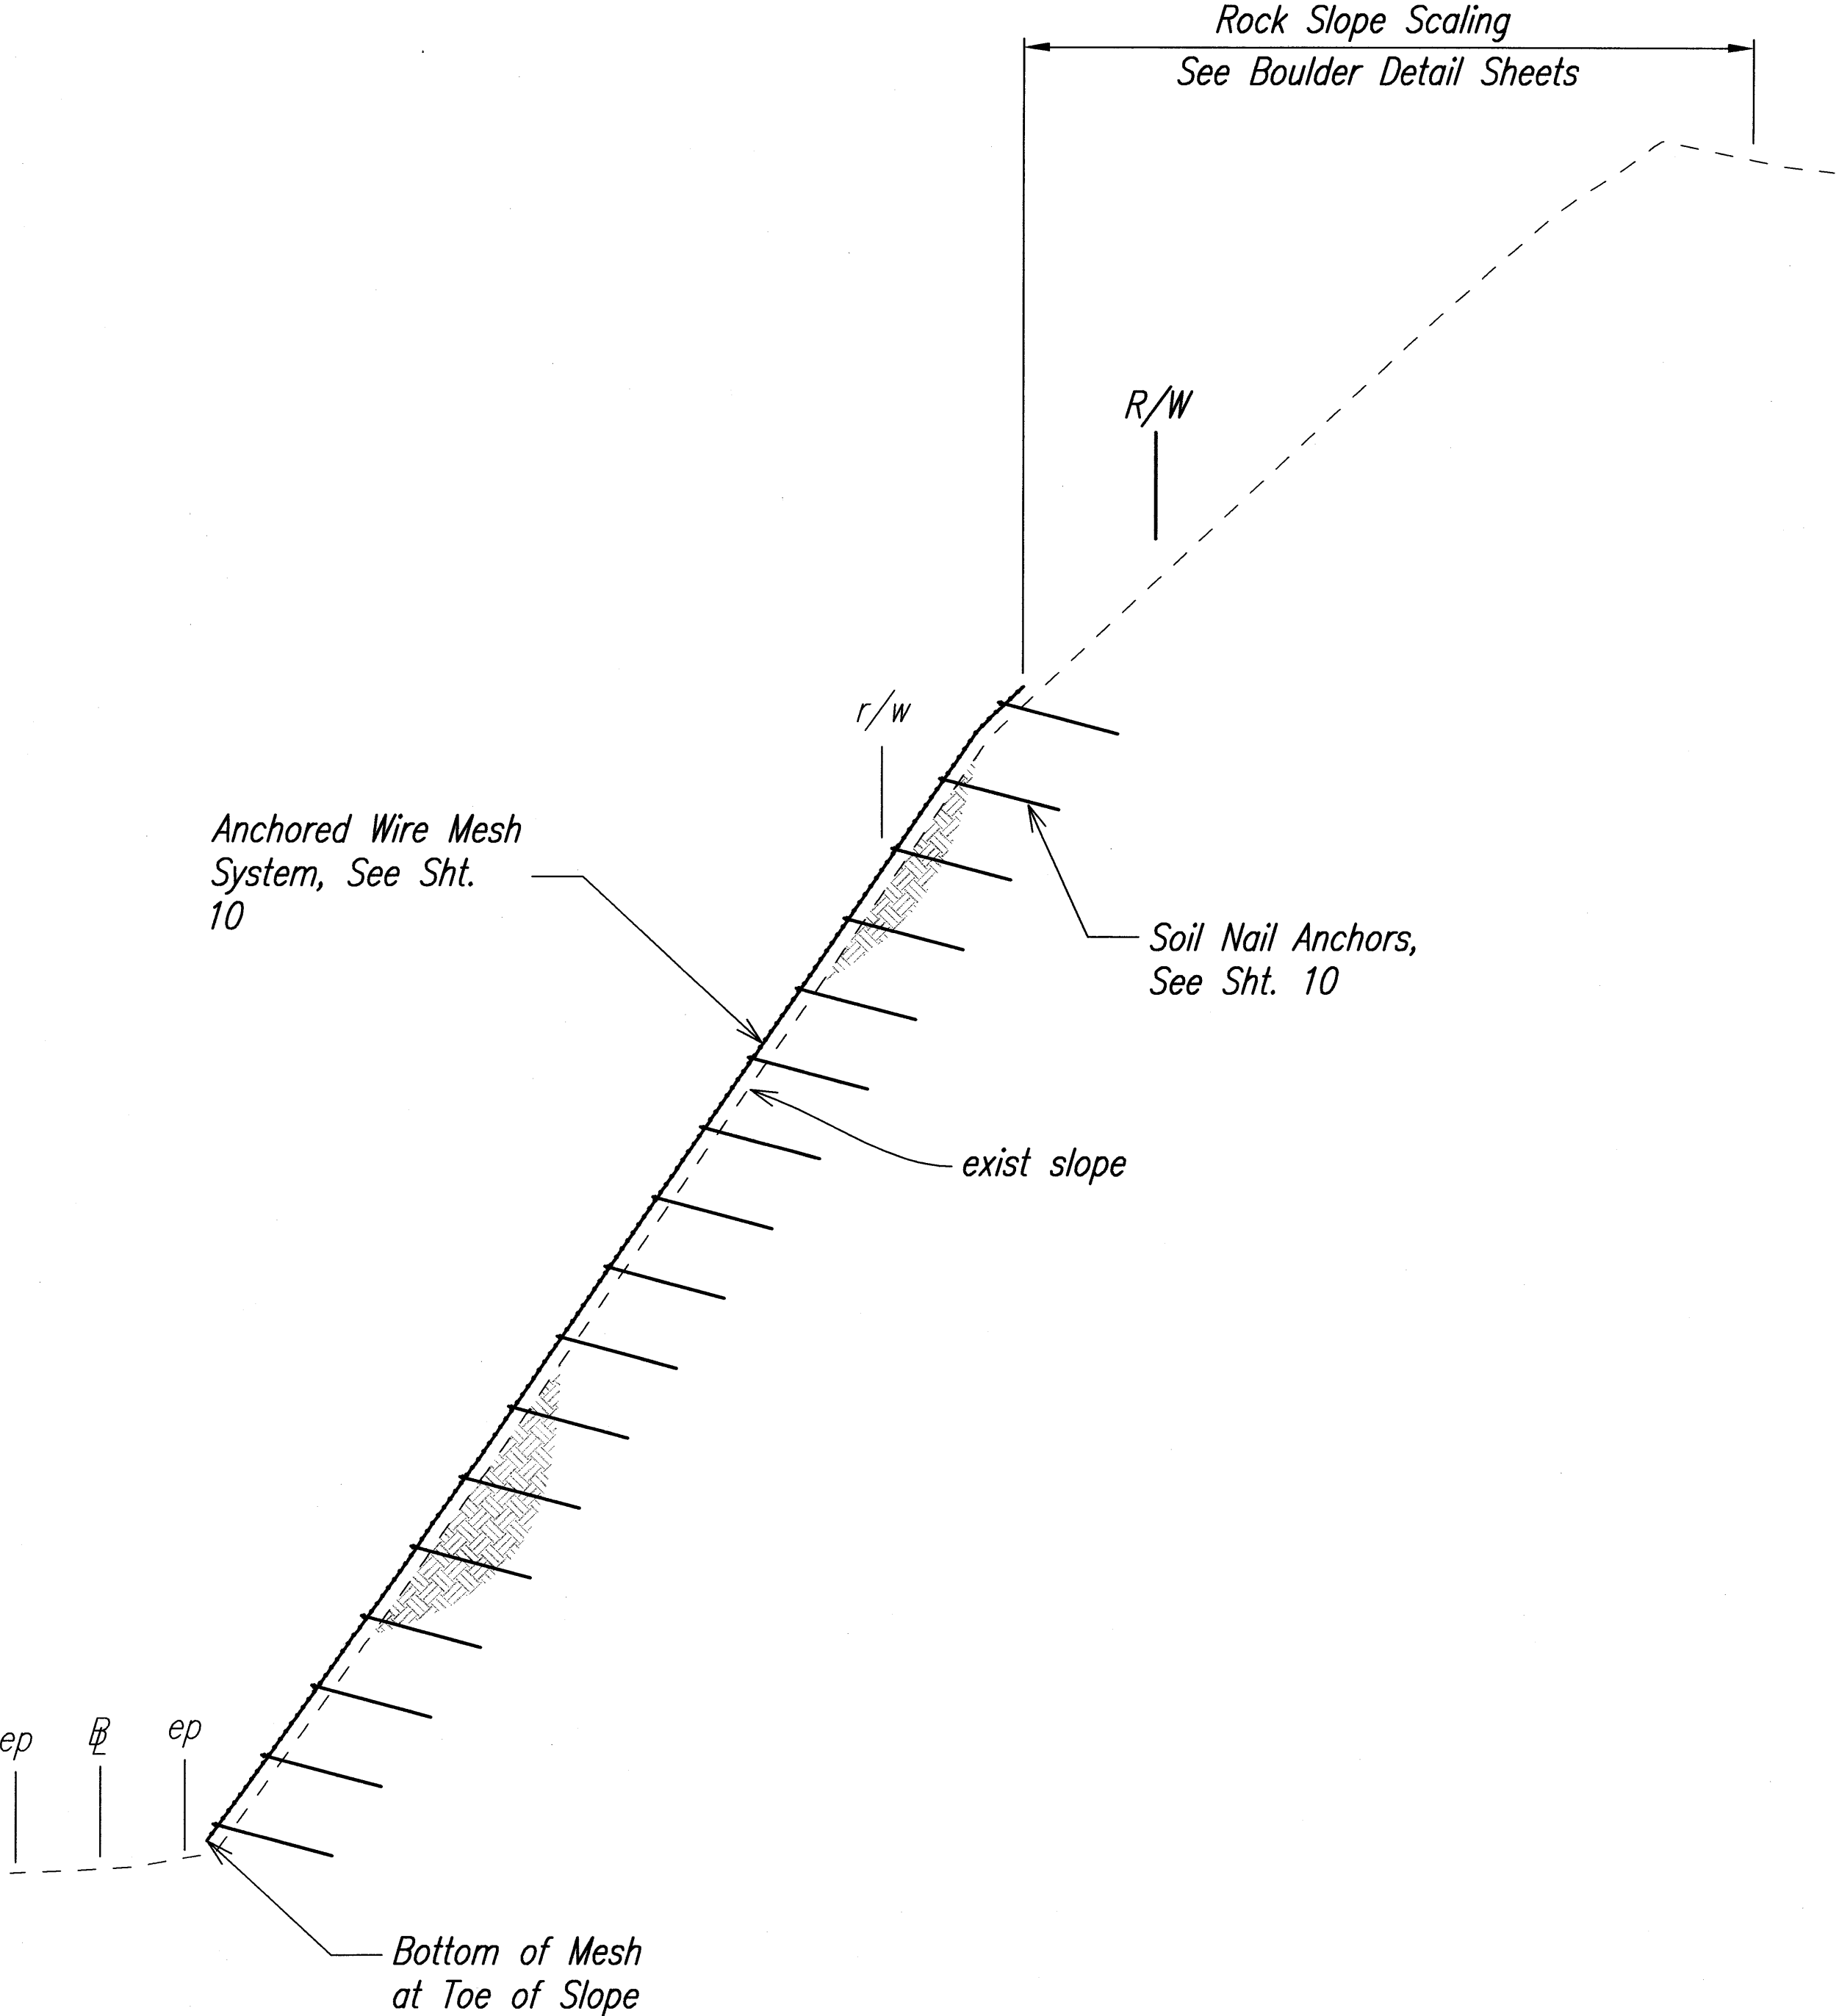 Rock Slope Scaling
See Boulder Detail Sheets
R/W
r/w
Anchored Wire Mesh
System, See Sht.
10
Soil Nail Anchors,
See Sht. 10
exist slope
ep
BL
ep
Bottom of Mesh
at Toe of Slope